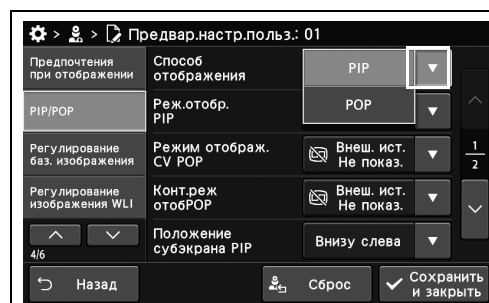 > > Предвар.настр.польз.: 01
Предпочтения
при отображении
PIP/POP
Регулирование
баз. изображения
Регулирование
изображения WLI
4/6
Способ
отображения
PIP
POP
Реж.отобр.
PIP
Режим отображ.
CV POP
Внеш. ист.
Не показ.
Конт.реж
отобPOP
Внеш. ист.
Не показ.
Положение
субэкрана PIP
Внизу слева
1
2
Назад
Сброс
Сохранить
и закрыть